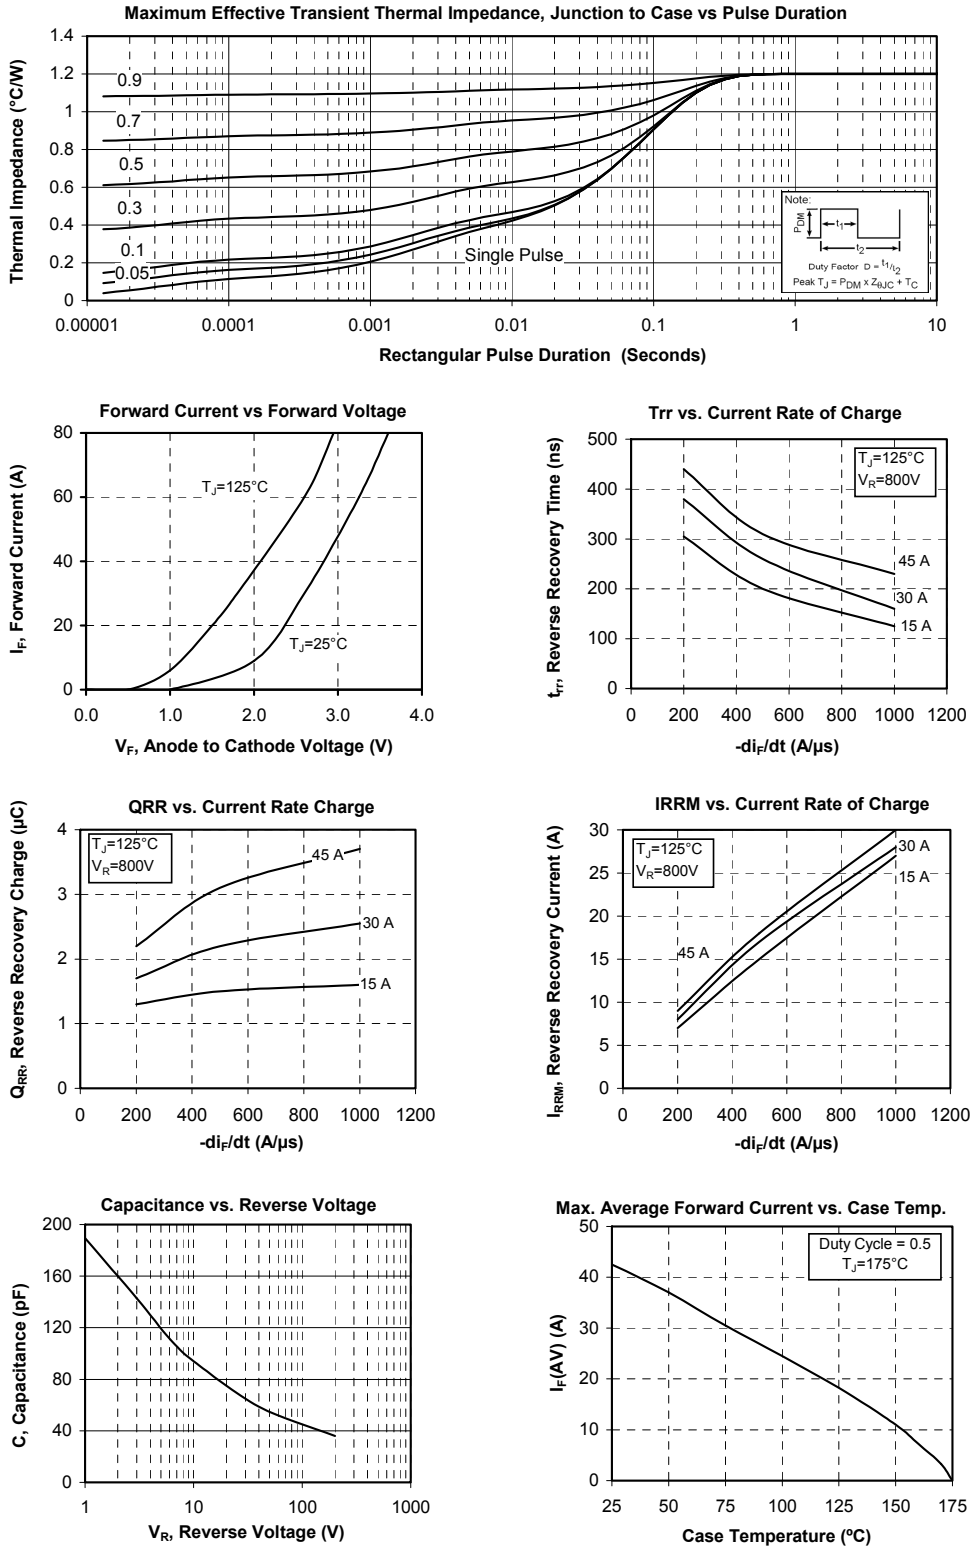 Maximum Effective Transient Thermal Impedance, Junction to Case vs Pulse Duration
Thermal Impedance (°C/W)
1.4
1.2
1
0.8
0.6
0.4
0.2
0
0.9
0.7
0.5
0.3
0.1
0.05
Single Pulse
Note:
PDM
t1
t2
Duty Factor D = t1/t2
Peak TJ = PDM x ZθJC + TC
0.00001
0.0001
0.001
0.01
0.1
1
10
Rectangular Pulse Duration (Seconds)
Forward Current vs Forward Voltage
IF, Forward Current (A)
80
60
40
20
0
TJ=125°C
TJ=25°C
0.0
1.0
2.0
3.0
4.0
VF, Anode to Cathode Voltage (V)
Trr vs. Current Rate of Charge
trr, Reverse Recovery Time (ns)
500
400
300
200
100
0
TJ=125°C
VR=800V
45 A
30 A
15 A
0
200
400
600
800
1000
1200
-diF/dt (A/µs)
QRR vs. Current Rate Charge
QRR, Reverse Recovery Charge (µC)
4
3
2
1
0
TJ=125°C
VR=800V
45 A
30 A
15 A
0
200
400
600
800
1000
1200
-diF/dt (A/µs)
IRRM vs. Current Rate of Charge
IRRM, Reverse Recovery Current (A)
30
25
20
15
10
5
0
TJ=125°C
VR=800V
30 A
15 A
45 A
0
200
400
600
800
1000
1200
-diF/dt (A/µs)
Capacitance vs. Reverse Voltage
C, Capacitance (pF)
200
160
120
80
40
0
1
10
100
1000
VR, Reverse Voltage (V)
Max. Average Forward Current vs. Case Temp.
IF(AV) (A)
50
40
30
20
10
0
Duty Cycle = 0.5
TJ=175°C
25
50
75
100
125
150
175
Case Temperature (ºC)